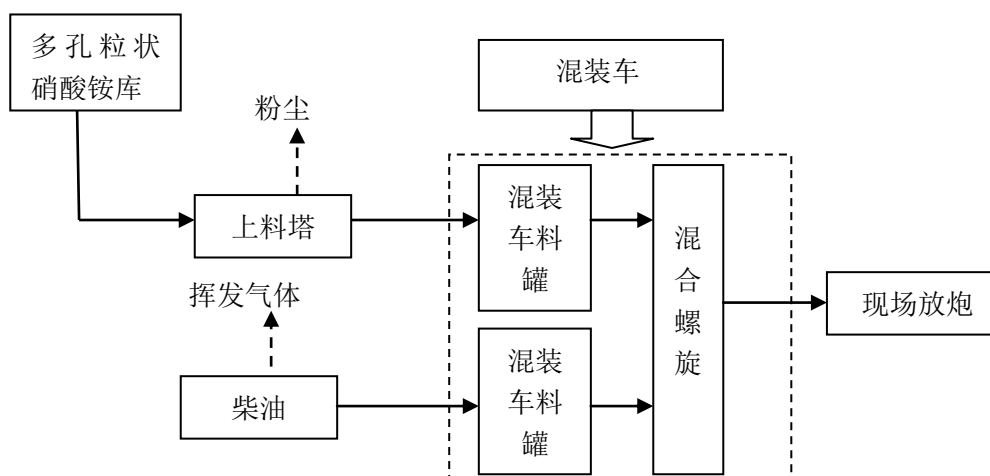 多孔粒状
硝酸铵库
混装车
粉尘
上料塔
混装
车料
罐
混
合
螺
旋
现场放炮
挥发气体
柴油
混装
车料
罐